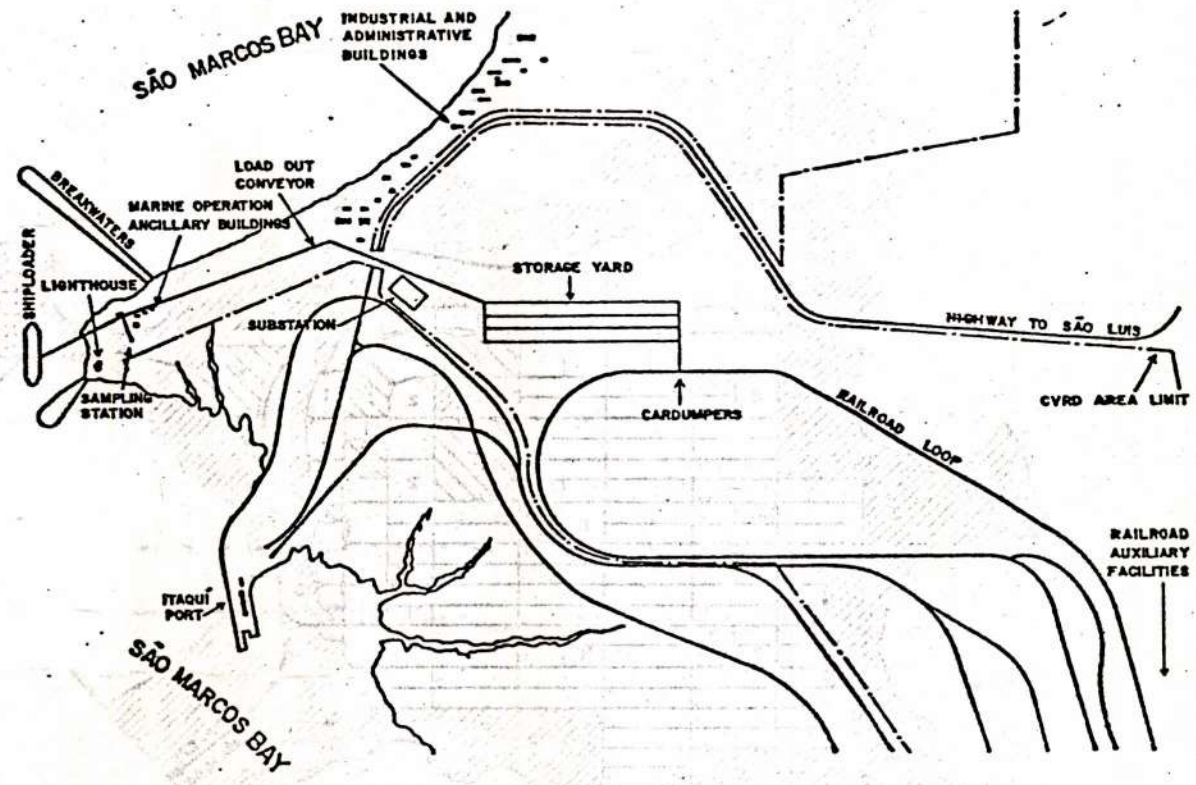 SÃO MARCOS BAY
INDUSTRIAL AND
ADMINISTRATIVE
BUILDINGS
LOAD OUT
CONVEYOR
BREAKWATERS
MARINE OPERATION
ANCILLARY BUILDINGS
SHIPLOADER
LIGHTHOUSE
STORAGE YARD
SUBSTATION
HIGHWAY TO SÃO LUIS
SAMPLING
STATION
CARDUMPERS
RAILROAD LOOP
CVRD AREA LIMIT
RAILROAD
AUXILIARY
FACILITIES
ITAQUÍ
PORT
SÃO MARCOS BAY